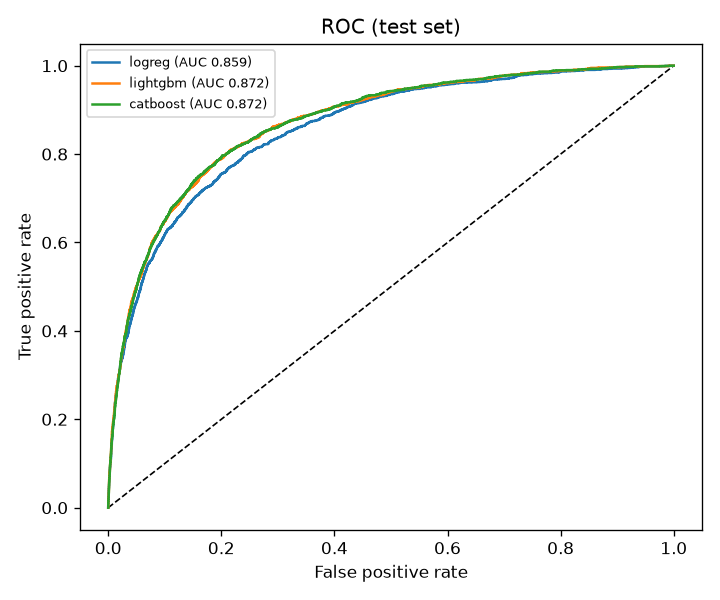 ROC (test set)
logreg (AUC 0.859)
lightgbm (AUC 0.872)
catboost (AUC 0.872)
True positive rate
1.0
0.8
0.6
0.4
0.2
0.0
0.0 0.2 0.4 0.6 0.8 1.0
False positive rate